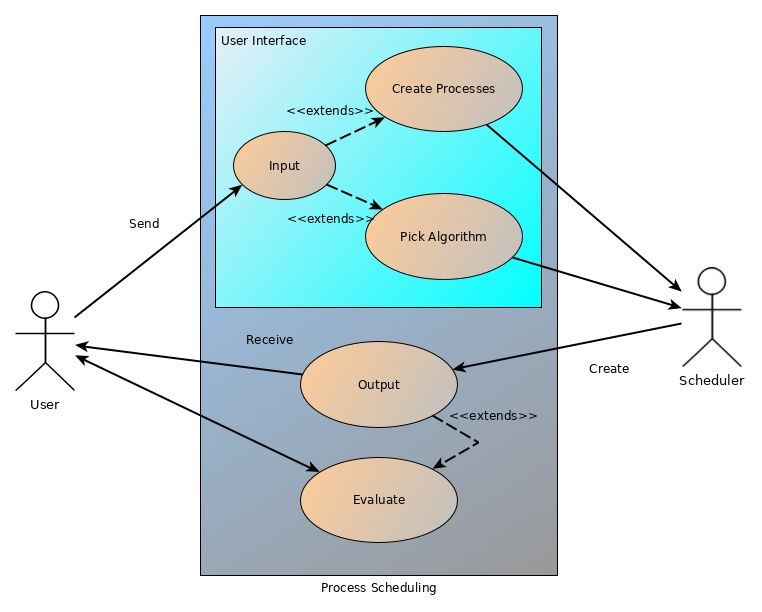 User Interface
Create Processes
<<extends>>
Input
<<extends>>
Pick Algorithm
Send
Receive
Output
Create
User
Scheduler
<<extends>>
Evaluate
Process Scheduling